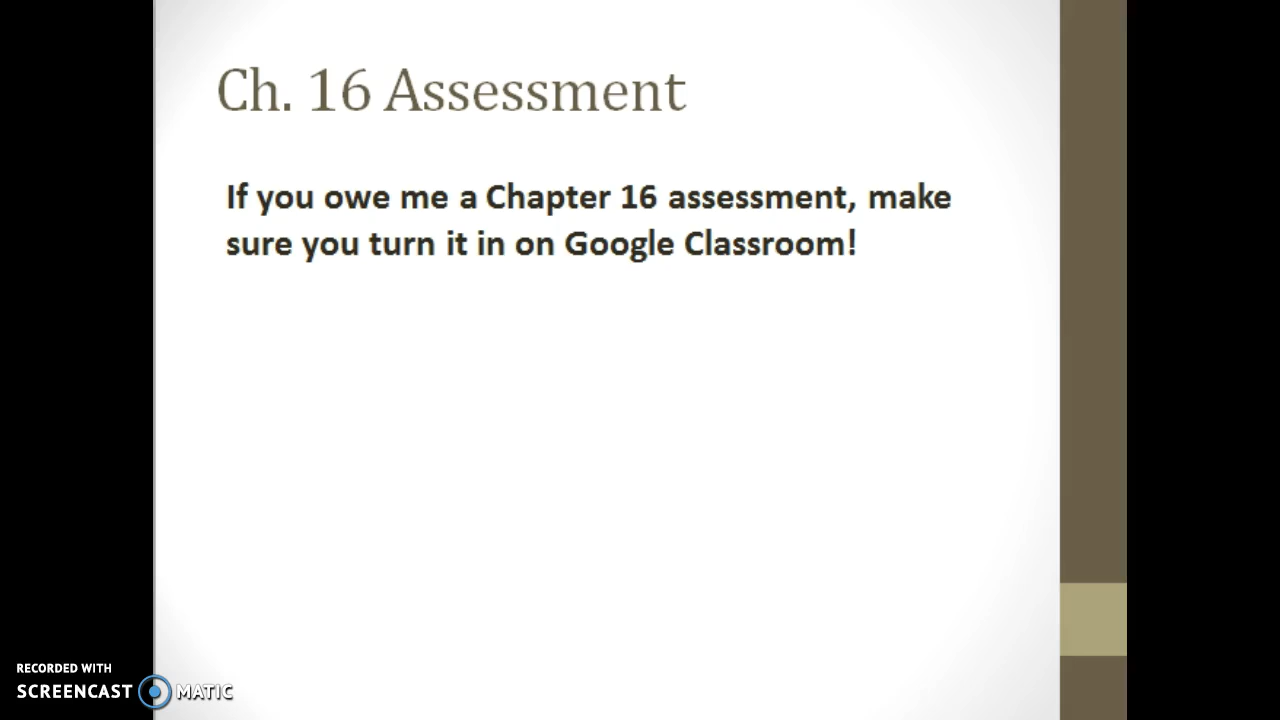 Ch. 16 Assessment
If you owe me a Chapter 16 assessment, make
sure you turn it in on Google Classroom!
RECORDED WITH
SCREENCAST MATIC